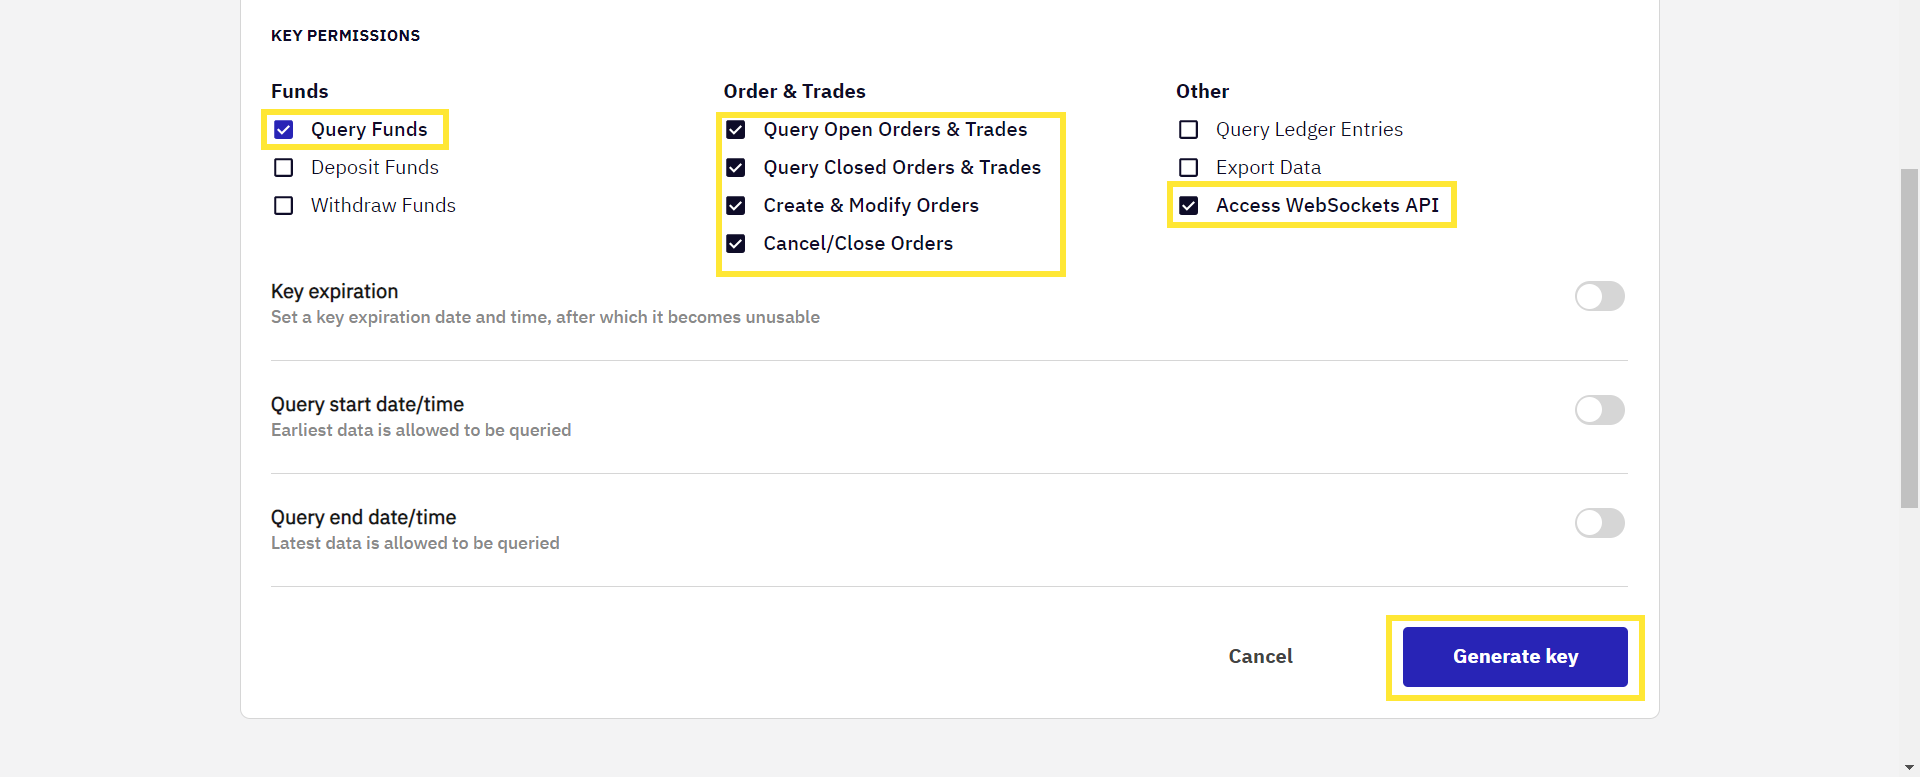 KEY PERMISSIONS
Funds
Query Funds
Deposit Funds
Withdraw Funds
Order & Trades
Query Open Orders & Trades
Query Closed Orders & Trades
Create & Modify Orders
Cancel/Close Orders
Other
Query Ledger Entries
Export Data
Access WebSockets API
Key expiration
Set a key expiration date and time, after which it becomes unusable
Query start date/time
Earliest data is allowed to be queried
Query end date/time
Latest data is allowed to be queried
Cancel
Generate key